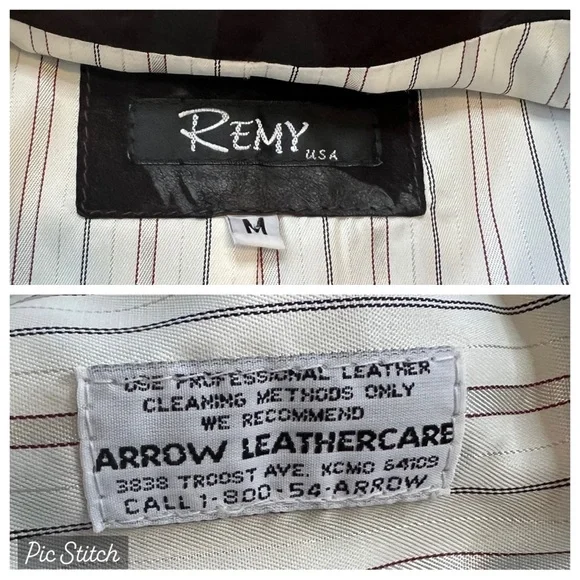 REMY
USA
M
USE PROFESSIONAL LEATHER
CLEANING METHODS ONLY
WE RECOMMEND
ARROW LEATHERCARE
3838 TROOST AVE. KCMO 64109
CALL 1-800-54-ARROW
Pic Stitch